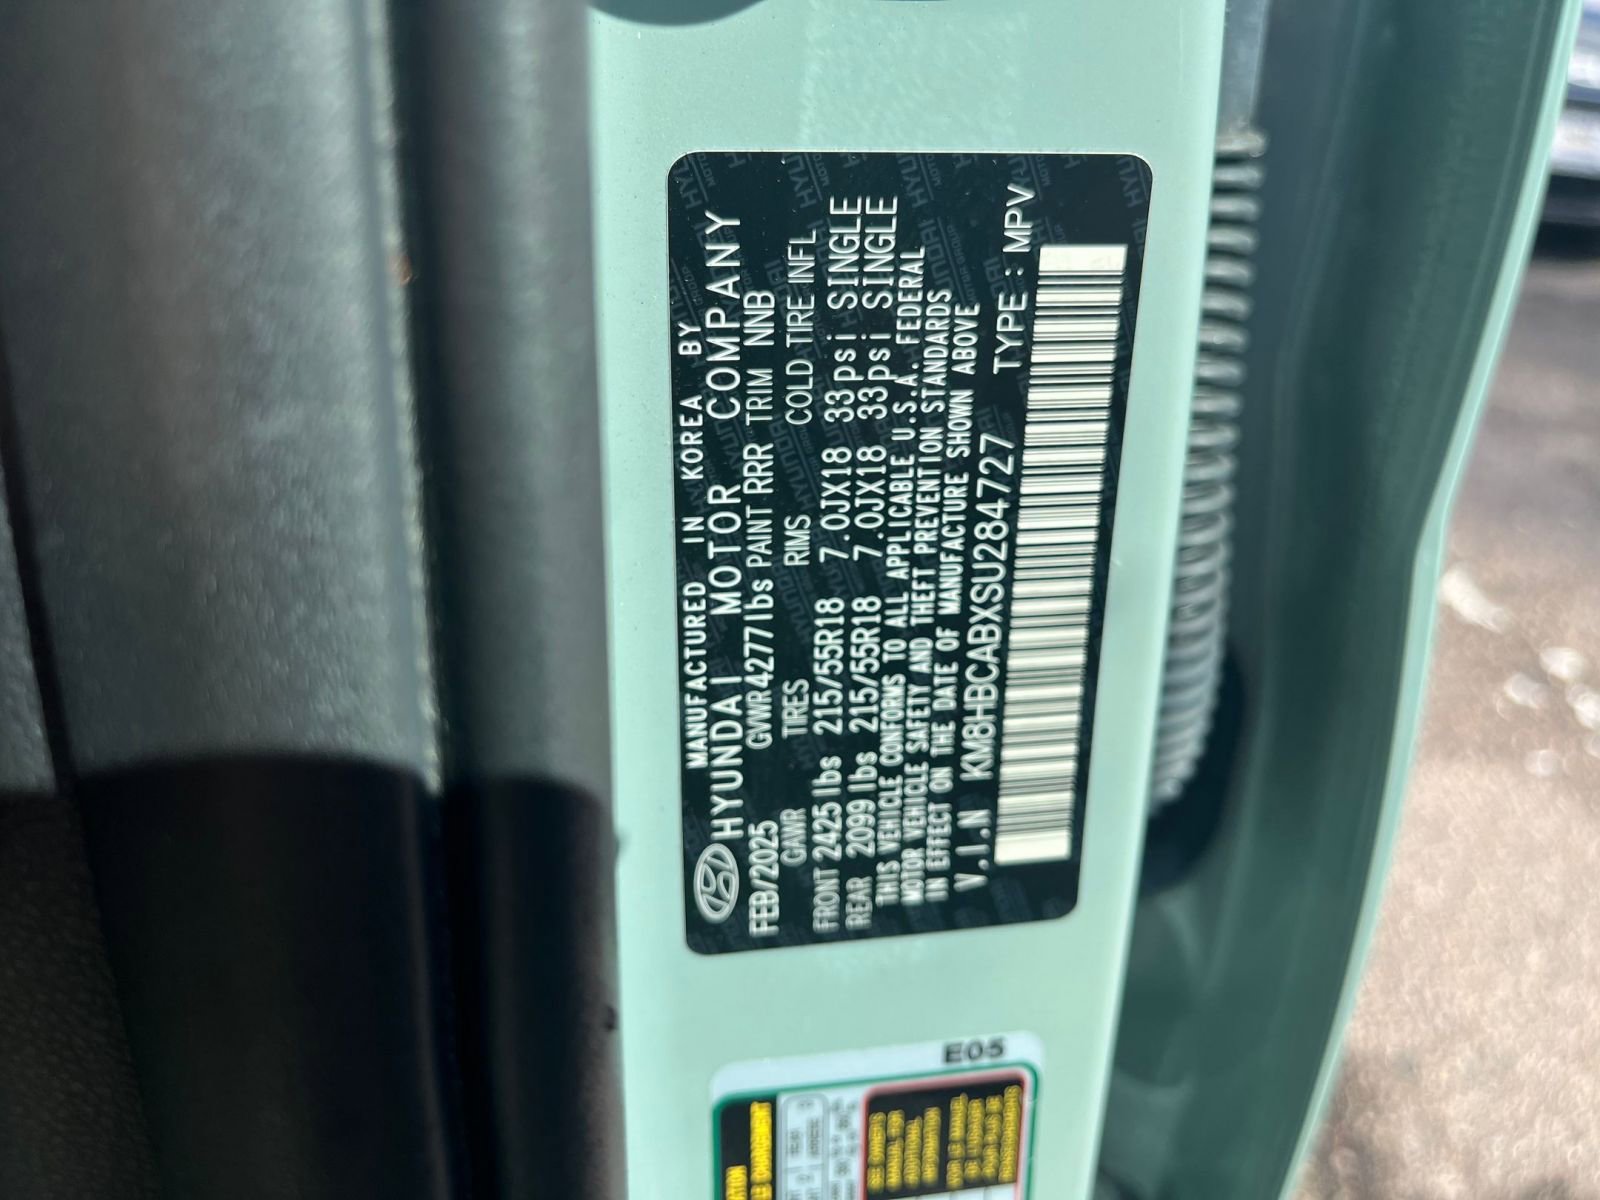 MANUFACTURED IN KOREA BY
HYUNDAI MOTOR COMPANY
FEB/2025 GVWR 4277lbs PAINT RRR TRIM NNB
GAWR TIRES RIMS COLD TIRE INFL
FRONT 2425lbs 215/55R18 7.0JX18 33psi SINGLE
REAR 2099lbs 215/55R18 7.0JX18 33psi SINGLE
THIS VEHICLE CONFORMS TO ALL APPLICABLE U.S.A. FEDERAL
MOTOR VEHICLE SAFETY AND THEFT PREVENTION STANDARDS
IN EFFECT ON THE DATE OF MANUFACTURE SHOWN ABOVE
V.I.N KM8HBCABXSU284727 TYPE : MPV
E05